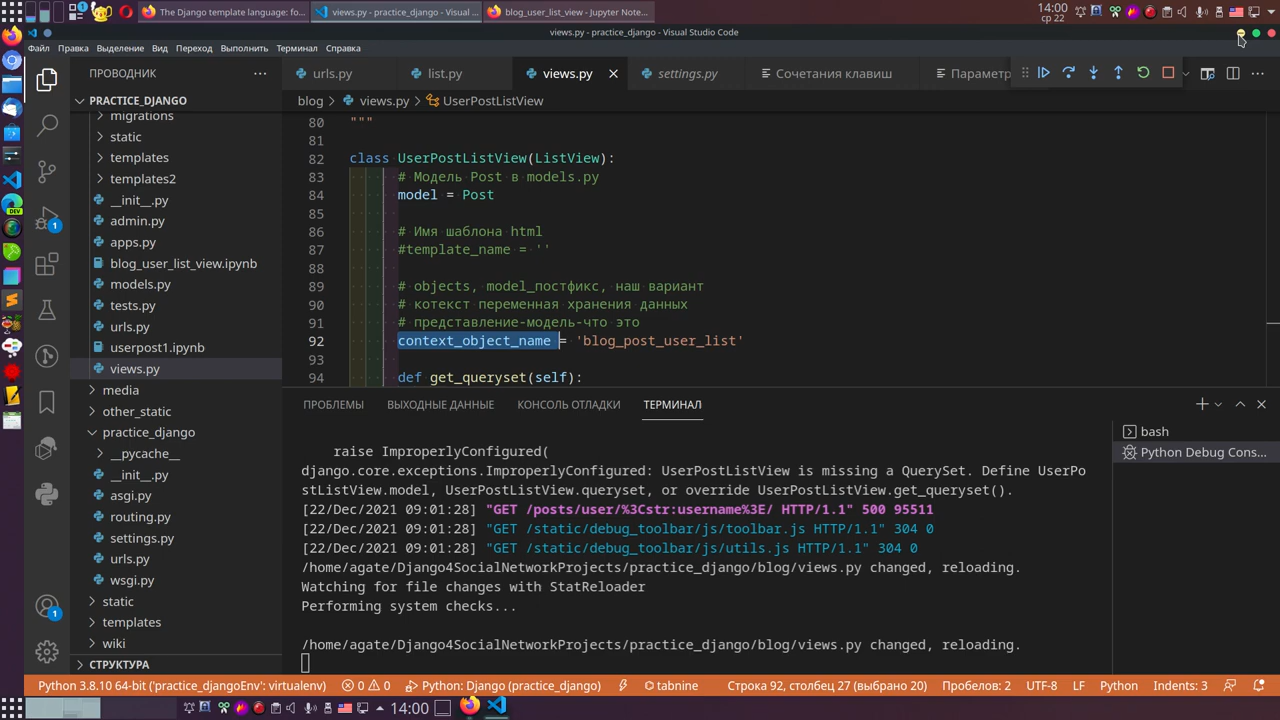 The Django template language: fo...
views.py - practice_django - Visual ...
blog_user_list_view - Jupyter Note...
14:00
ср 22
views.py - practice_django - Visual Studio Code
Файл Правка Выделение Вид Переход Выполнить Терминал Справка
ПРОВОДНИК
urls.py
list.py
views.py
settings.py
Сочетания клавиш
Параметр
PRACTICE_DJANGO
blog > views.py > UserPostListView
migrations
static
templates
templates2
__init__.py
admin.py
apps.py
blog_user_list_view.ipynb
models.py
tests.py
urls.py
userpost1.ipynb
views.py
media
other_static
practice_django
__pycache__
__init__.py
asgi.py
routing.py
settings.py
urls.py
wsgi.py
static
templates
wiki
СТРУКТУРА
DEV
1
1
80 """
81
82 class UserPostListView(ListView):
83 # Модель Post в models.py
84 model = Post
85
86 # Имя шаблона html
87 #template_name = ''
88
89 # objects, model_постфикс, наш вариант
90 # котекст переменная хранения данных
91 # представление-модель-что это
92 context_object_name = 'blog_post_user_list'
93
94 def get_queryset(self):
ПРОБЛЕМЫ ВЫХОДНЫЕ ДАННЫЕ КОНСОЛЬ ОТЛАДКИ ТЕРМИНАЛ
bash
Python Debug Cons...
raise ImproperlyConfigured(
django.core.exceptions.ImproperlyConfigured: UserPostListView is missing a QuerySet. Define UserPo
stListView.model, UserPostListView.queryset, or override UserPostListView.get_queryset().
[22/Dec/2021 09:01:28] "GET /posts/user/%3Cstr:username%3E/ HTTP/1.1" 500 95511
[22/Dec/2021 09:01:28] "GET /static/debug_toolbar/js/toolbar.js HTTP/1.1" 304 0
[22/Dec/2021 09:01:28] "GET /static/debug_toolbar/js/utils.js HTTP/1.1" 304 0
/home/agate/Django4SocialNetworkProjects/practice_django/blog/views.py changed, reloading.
Watching for file changes with StatReloader
Performing system checks...
/home/agate/Django4SocialNetworkProjects/practice_django/blog/views.py changed, reloading.
Python 3.8.10 64-bit ('practice_djangoEnv': virtualenv) 0 0 Python: Django (practice_django) tabnine Строка 92, столбец 27 (выбрано 20) Пробелов: 2 UTF-8 LF Python Indents: 3
14:00